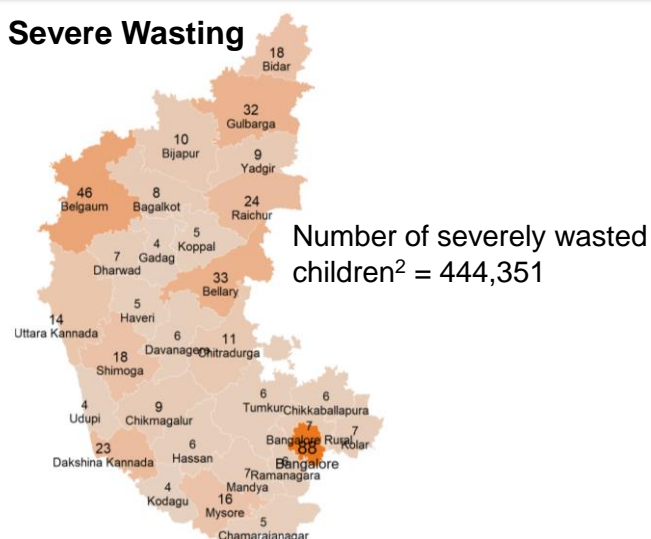 Severe Wasting
18
Bidar
32
Gulbarga
10
Bijapur
9
Yadgir
46
Belgaum
8
Bagalkot
24
Raichur
5
Koppal
4
Gadag
7
Dharwad
Number of severely wasted
children² = 444,351
33
Bellary
5
Haveri
14
Uttara Kannada
6
Davanagere
11
Chitradurga
18
Shimoga
6
Tumkur
6
Chikkaballapura
4
Udupi
9
Chikmagalur
7
Bangalore Rural
7
Kolar
88
Bangalore
23
Dakshina Kannada
6
Hassan
Ramanagara
7
Mandya
4
Kodagu
16
Mysore
5
Chamarajanagar